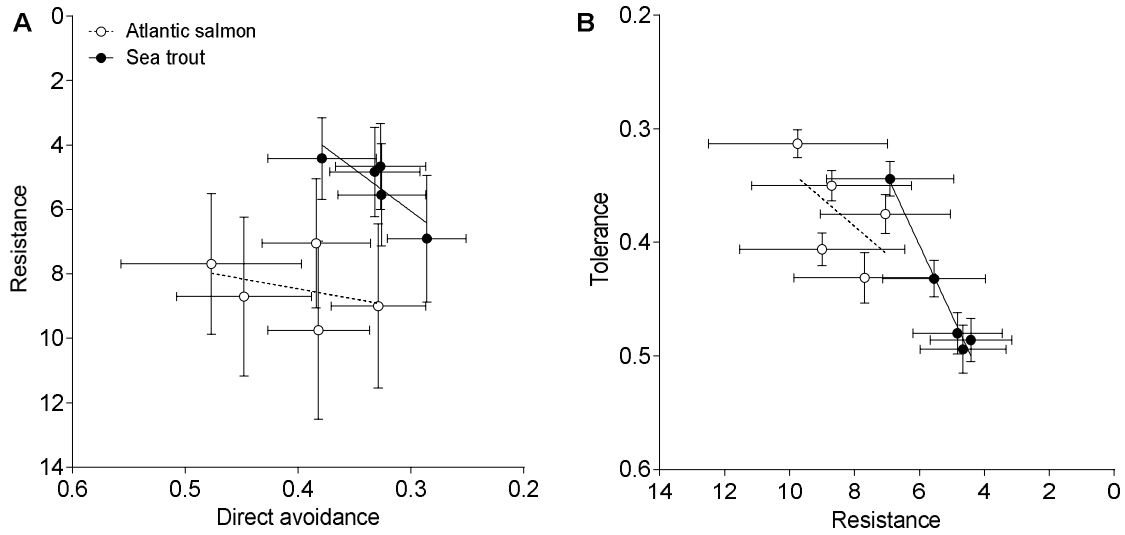 A
Atlantic salmon
Sea trout
Resistance
0
2
4
6
8
10
12
14
0.6 0.5 0.4 0.3 0.2
Direct avoidance
B
Tolerance
0.2
0.3
0.4
0.5
0.6
14 12 10 8 6 4 2 0
Resistance